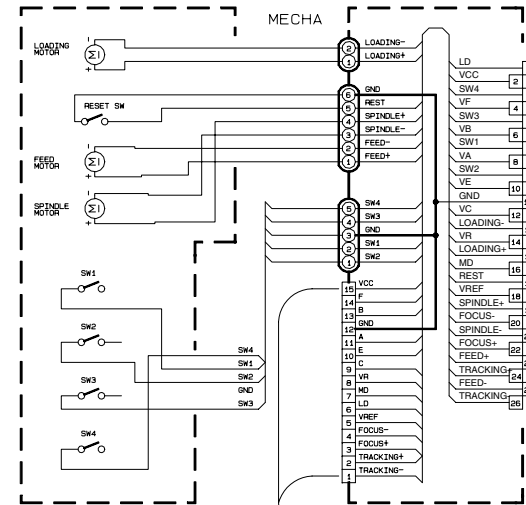 MECHA
LOADING
MOTOR
-
M
+
2 LOADING-
1 LOADING+
RESET SW
6 GND
5 REST
4 SPINDLE+
3 SPINDLE-
2 FEED-
1 FEED+
FEED
MOTOR
-
M
+
SPINDLE
MOTOR
-
M
+
5 SW4
4 SW3
3 GND
2 SW1
1 SW2
SW1
SW2
SW3
SW4
SW4
SW1
SW2
GND
SW3
15 VCC
14 F
13 B
12 GND
11 A
10 E
9 C
8 VR
7 MD
6 LD
5 VREF
4 FOCUS-
3 FOCUS+
2 TRACKING+
1 TRACKING-
LD
VCC 2
SW4
VF 4
SW3
VB 6
SW1
VA 8
SW2
VE 10
GND
VC 12
LOADING-
VR 14
LOADING+
MD 16
REST
VREF 18
SPINDLE+
FOCUS- 20
SPINDLE-
FOCUS+ 22
FEED+
TRACKING+ 24
FEED-
TRACKING- 26